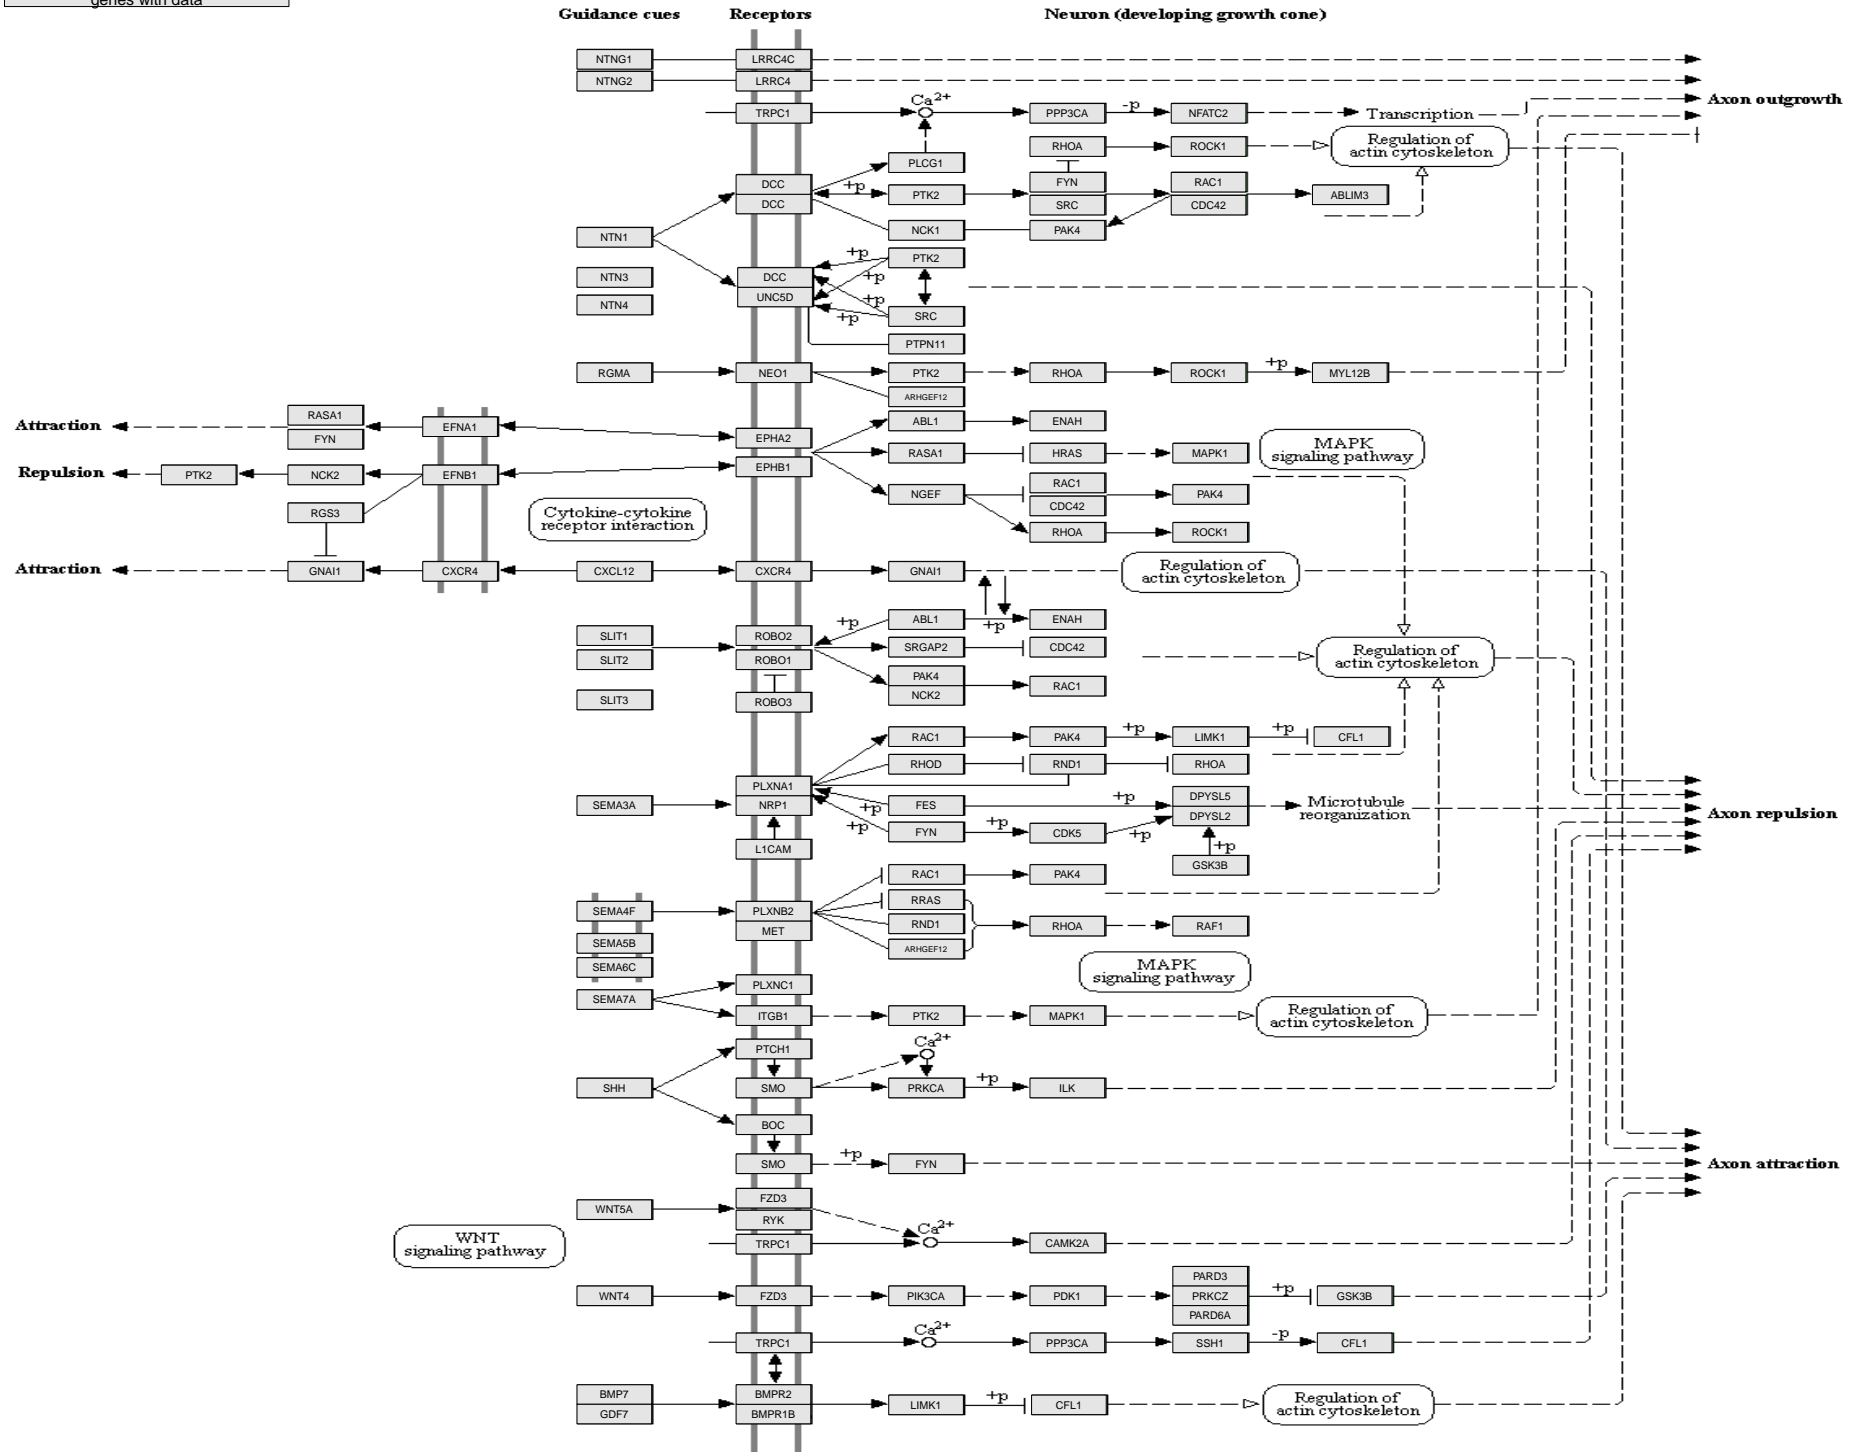 genes with data
Guidance cues Receptors Neuron (developing growth cone)
NTNG1 LRRC4C
NTNG2 LRRC4
Axon outgrowth
Ca2+
TRPC1 PPP3CA -p NFATC2 Transcription
RHOA ROCK1 Regulation of
actin cytoskeleton
PLCG1
DCC +p PTK2 FYN RAC1 ABLIM3
DCC SRC CDC42
NCK1 PAK4
NTN1
+p PTK2
NTN3 DCC +p
NTN4 UNC5D +p
+p SRC
PTPN11
RGMA NEO1 PTK2 RHOA ROCK1 +p MYL12B
ARHGEF12
RASA1 ABL1 ENAH
Attraction FYN EFNA1 EPHA2
MAPK
signaling pathway
RASA1 HRAS MAPK1
Repulsion PTK2 NCK2 EFNB1 EPHB1
NGEF RAC1 PAK4
CDC42
RGS3 Cytokine-cytokine
receptor interaction
RHOA ROCK1
Attraction GNAI1 CXCR4 CXCL12 CXCR4 GNAI1 Regulation of
actin cytoskeleton
+p ABL1 +p ENAH
SLIT1 ROBO2 SRGAP2 CDC42
SLIT2 ROBO1
Regulation of
actin cytoskeleton
PAK4 RAC1
NCK2
SLIT3 ROBO3
RAC1 PAK4 +p LIMK1 +p CFL1
RHOD RND1 RHOA
PLXNA1
SEMA3A NRP1 +p FES +p DPYSL5 Microtubule
reorganization
DPYSL2
Axon repulsion
+p FYN +p CDK5 +p
L1CAM +p
GSK3B
RAC1 PAK4
RRAS
SEMA4F PLXNB2 RND1 RHOA RAF1
MET
SEMA5B ARHGEF12
SEMA6C MAPK
signaling pathway
PLXNC1
SEMA7A
ITGB1 PTK2 MAPK1 Regulation of
actin cytoskeleton
PTCH1 Ca2+
SHH SMO PRKCA +p ILK
BOC
SMO +p FYN Axon attraction
FZD3
WNT5A RYK
Ca2+
WNT
signaling pathway
TRPC1 CAMK2A
PARD3
WNT4 FZD3 PIK3CA PDK1 PRKCZ +p GSK3B
PARD6A
Ca2+
TRPC1 PPP3CA SSH1 -p CFL1
BMP7 BMPR2
GDF7 BMPR1B LIMK1 +p CFL1 Regulation of
actin cytoskeleton